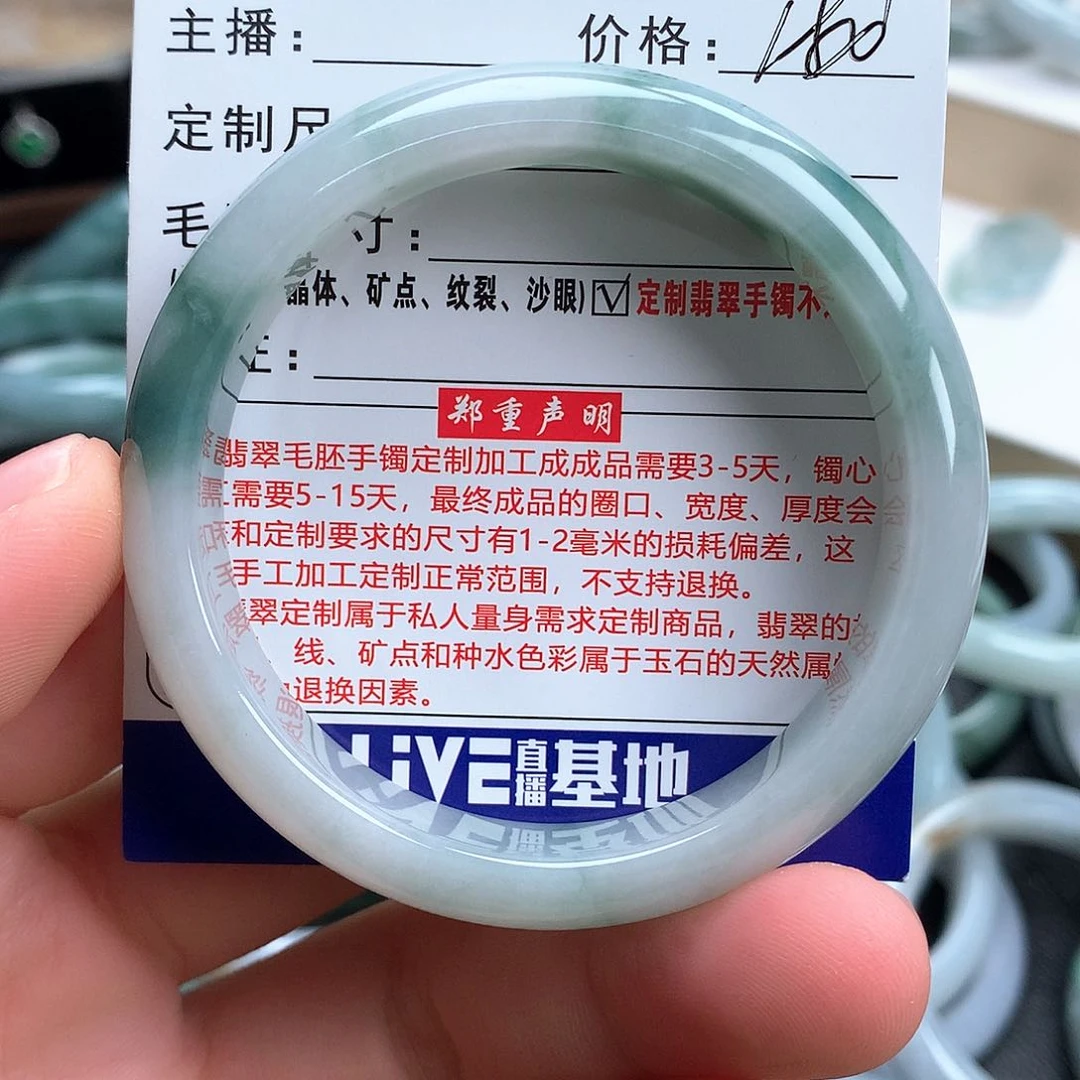 主播： 价格：180
定制尺
毛 寸：
晶体、矿点、纹裂、沙眼) ☑ 定制翡翠手镯不
注：
郑重声明
翡翠毛胚手镯定制加工成成品需要3-5天，镯心
需要5-15天，最终成品的圈口、宽度、厚度会
和定制要求的尺寸有1-2毫米的损耗偏差，这
手工加工定制正常范围，不支持退换。
翠定制属于私人量身需求定制商品，翡翠的
线、矿点和种水色彩属于玉石的天然属
退换因素。
LIVE直播基地